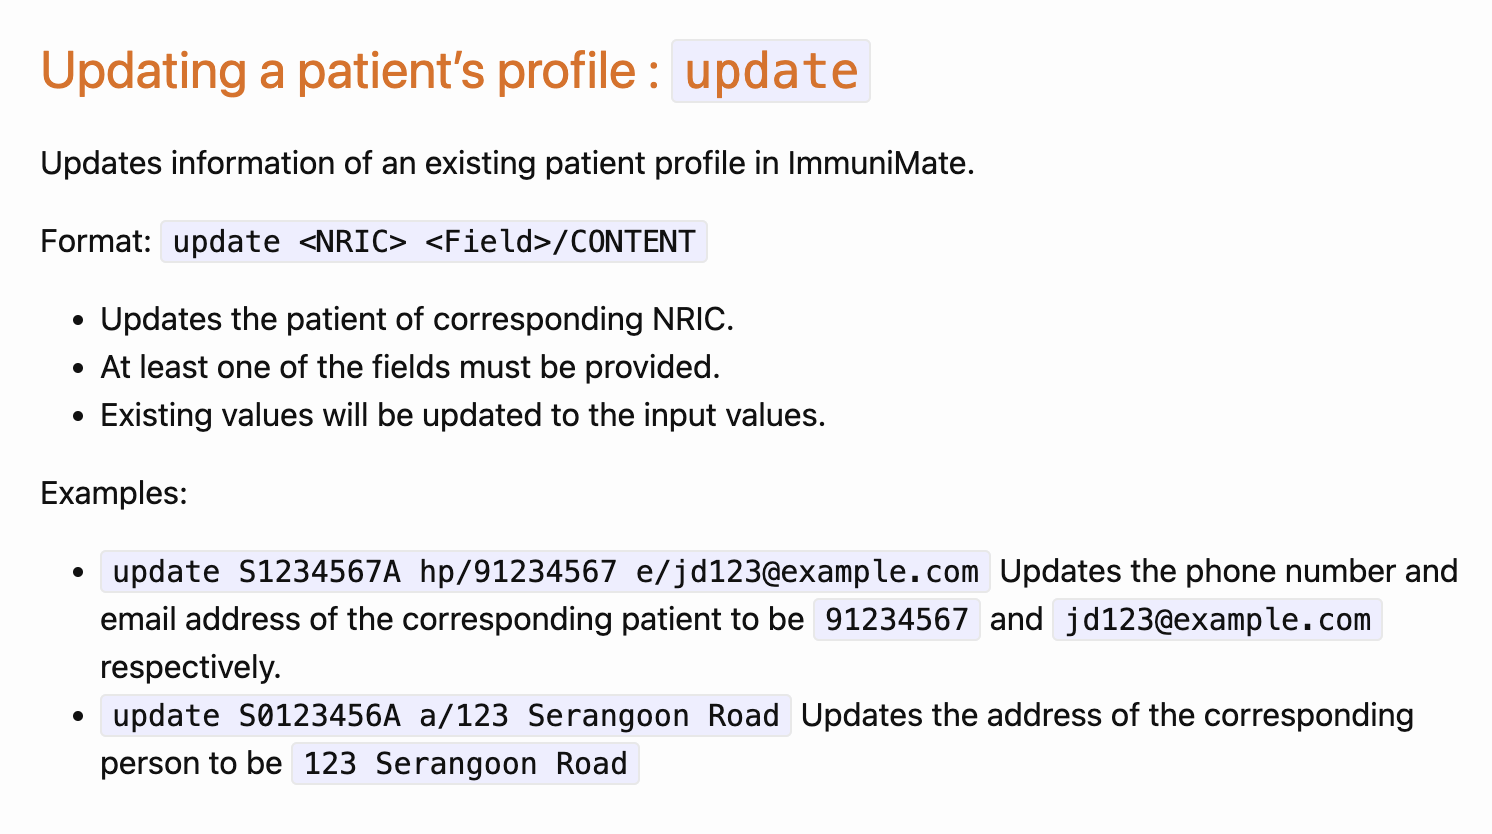 Updating a patient’s profile : update
Updates information of an existing patient profile in ImmuniMate.
Format: update <NRIC> <Field>/CONTENT
• Updates the patient of corresponding NRIC.
• At least one of the fields must be provided.
• Existing values will be updated to the input values.
Examples:
• update S1234567A hp/91234567 e/jd123@example.com Updates the phone number and
email address of the corresponding patient to be 91234567 and jd123@example.com
respectively.
• update S0123456A a/123 Serangoon Road Updates the address of the corresponding
person to be 123 Serangoon Road